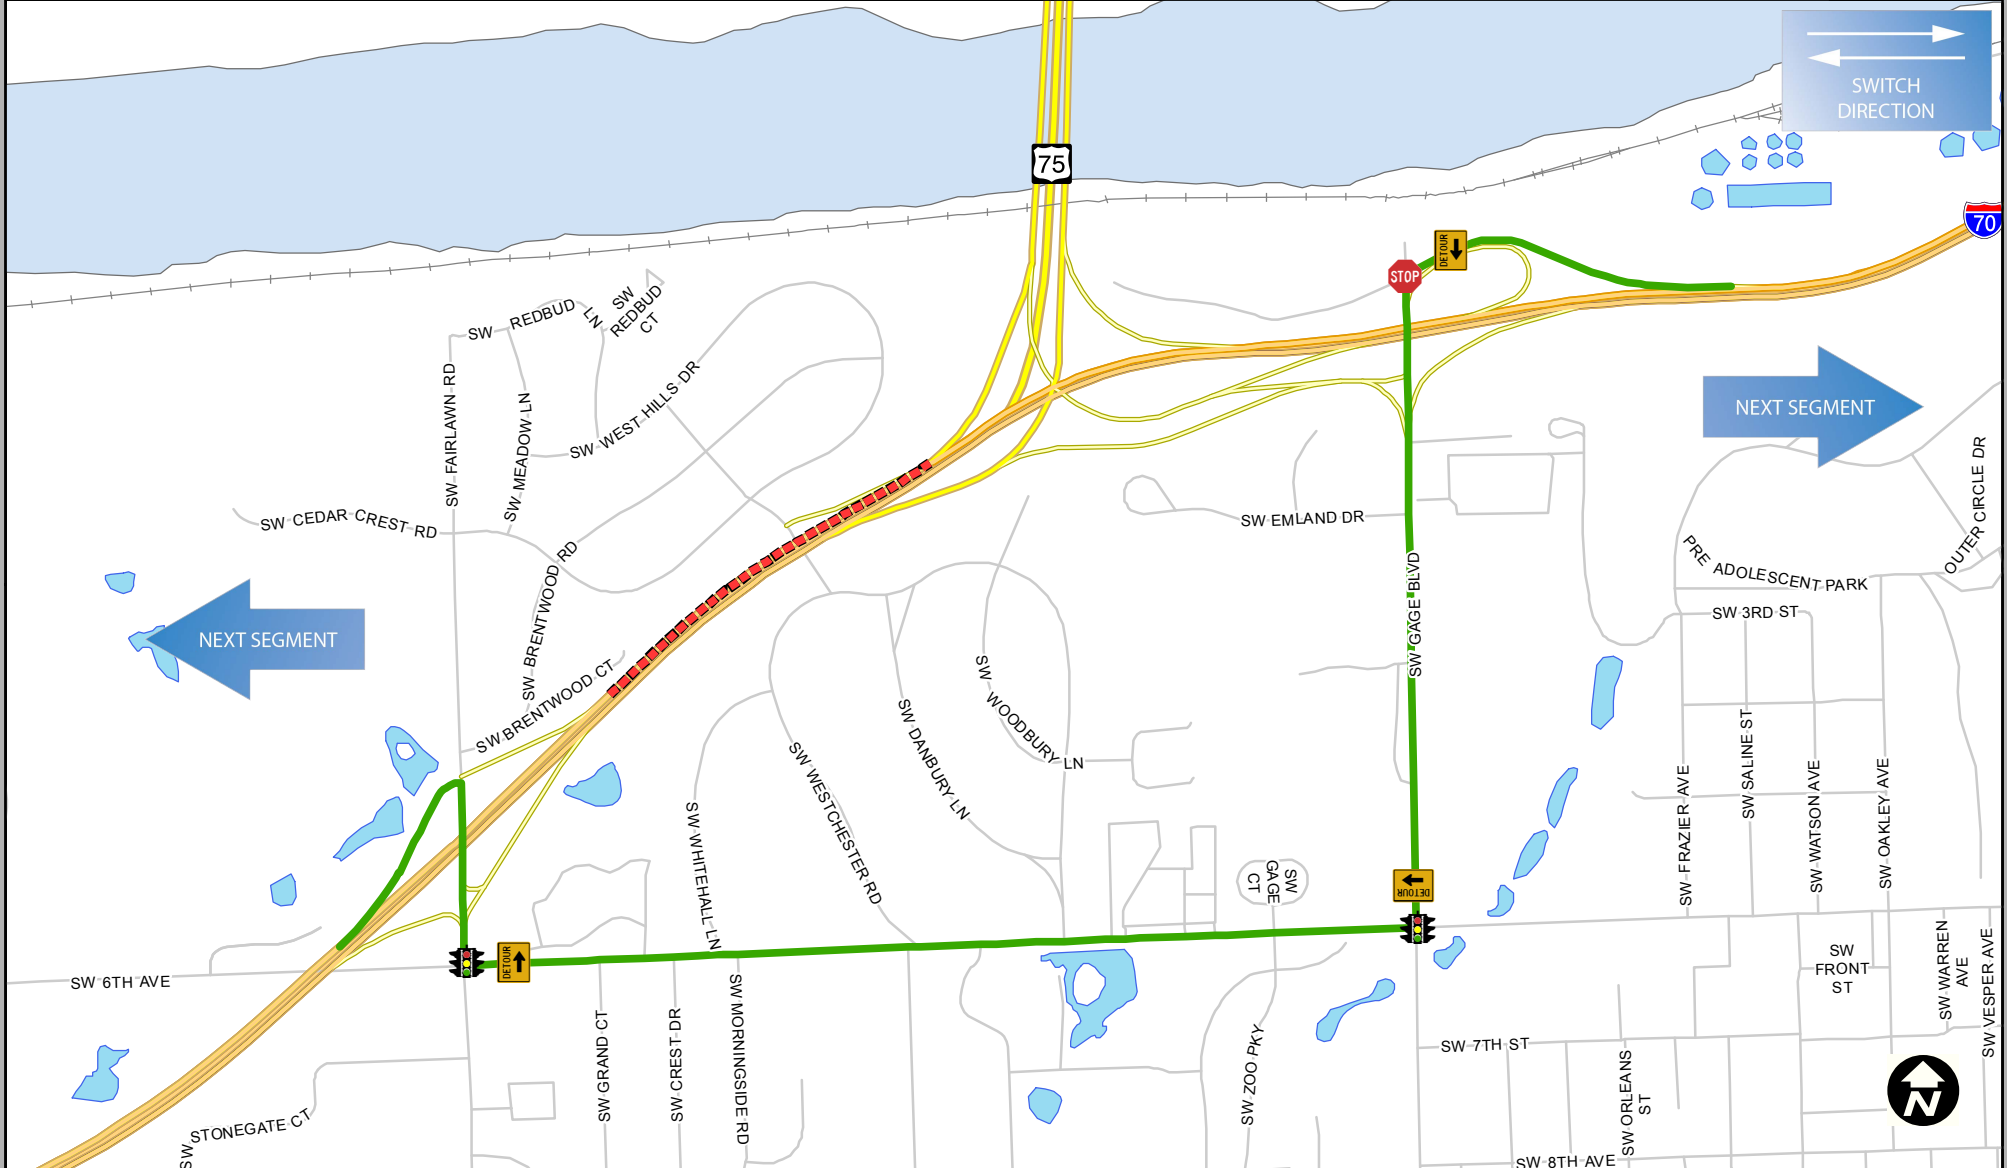 SWITCH
DIRECTION
75
70
DETOUR
STOP
SW REDBUD LN
SW
REDBUD
CT
SW FAIRLAWN RD
SW MEADOW LN
SW WEST HILLS DR
NEXT SEGMENT
SW CEDAR CREST RD
SW EMLAND DR
OUTER CIRCLE DR
PRE ADOLESCENT PARK
SW BRENTWOOD RD
SW GAGE BLVD
SW 3RD ST
NEXT SEGMENT
SW BRENTWOOD CT
SW WOODBURY LN
SW DANBURY LN
SW WESTCHESTER RD
SW WHITEHALL LN
SW FRAZIER AVE
SW SALINE ST
SW WATSON AVE
SW OAKLEY AVE
SW
GAGE
CT
DETOUR
DETOUR
SW 6TH AVE
SW
FRONT
ST
SW WARREN
AVE
SW VESPER AVE
SW GRAND CT
SW CREST DR
SW MORNINGSIDE RD
SW ZOO PKY
SW 7TH ST
SW ORLEANS
ST
SW STONEGATE CT
N
SW 8TH AVE